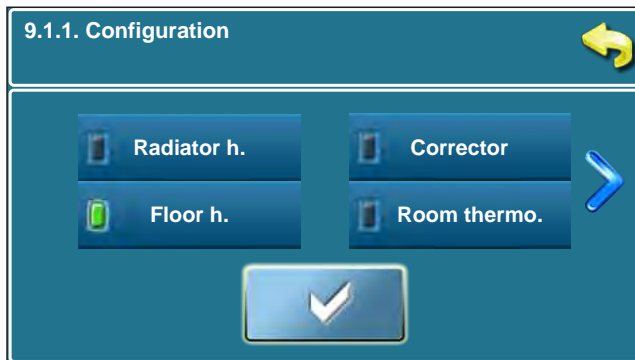 9.1.1. Configuration
Radiator h.
Corrector
Floor h.
Room thermo.